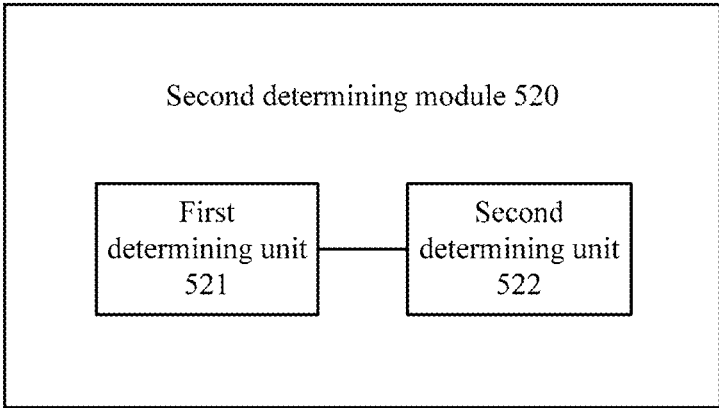 Second determining module 520
First
determining unit
521
Second
determining unit
522